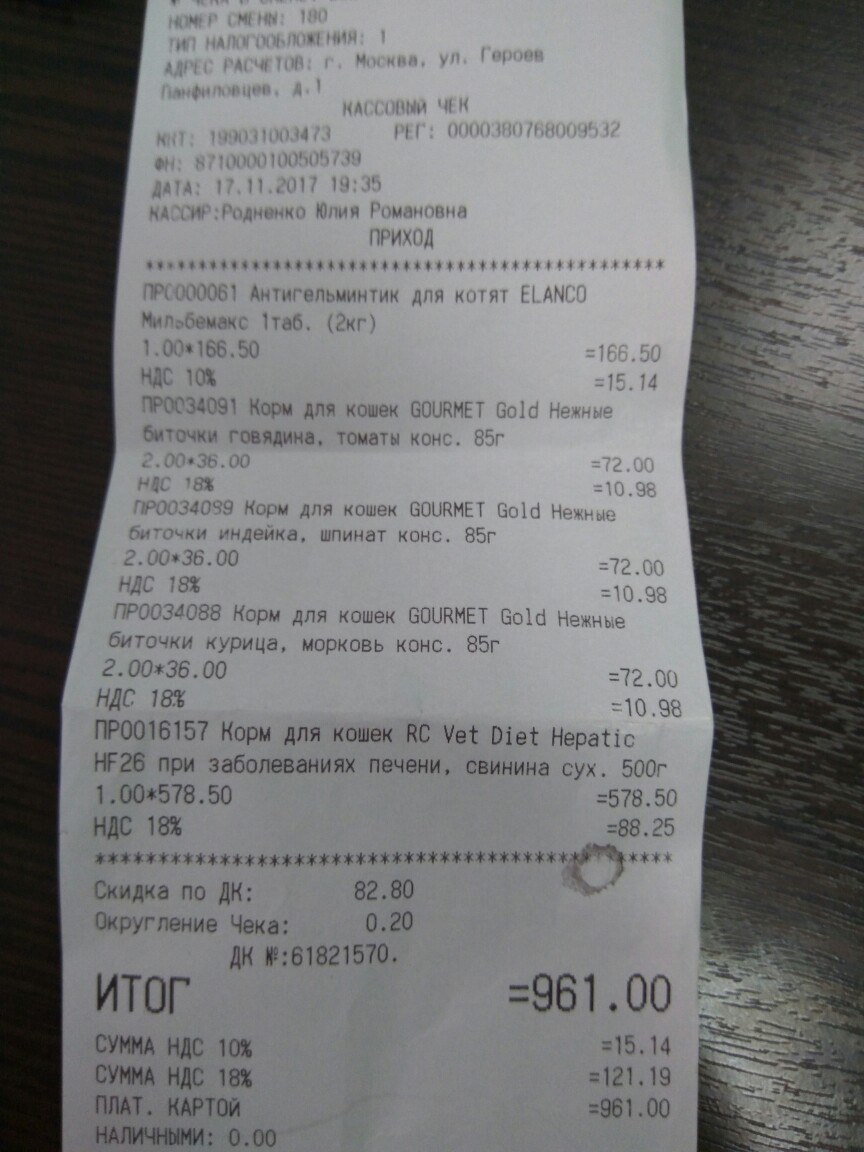 НОМЕР СМЕНЫ: 180
ТИП НАЛОГООБЛОЖЕНИЯ: 1
АДРЕС РАСЧЕТОВ: г. Москва, ул. Героев
Панфиловцев, д.1
КАССОВЫЙ ЧЕК
ККТ: 199031003473 РЕГ: 0000380768009532
ФН: 8710000100505739
ДАТА: 17.11.2017 19:35
КАССИР:Родненко Юлия Романовна
ПРИХОД
**************************************************
ПР0000061 Антигельминтик для котят ELANCO
Мильбемакс 1таб. (2кг)
1.00*166.50 =166.50
НДС 10% =15.14
ПР0034091 Корм для кошек GOURMET Gold Нежные
биточки говядина, томаты конс. 85г
2.00*36.00 =72.00
НДС 18% =10.98
ПР0034089 Корм для кошек GOURMET Gold Нежные
биточки индейка, шпинат конс. 85г
2.00*36.00 =72.00
НДС 18% =10.98
ПР0034088 Корм для кошек GOURMET Gold Нежные
биточки курица, морковь конс. 85г
2.00*36.00 =72.00
НДС 18% =10.98
ПР0016157 Корм для кошек RC Vet Diet Hepatic
HF26 при заболеваниях печени, свинина сух. 500г
1.00*578.50 =578.50
НДС 18% =88.25
**************************************************
Скидка по ДК: 82.80
Округление Чека: 0.20
ДК №:61821570.
ИТОГ =961.00
СУММА НДС 10% =15.14
СУММА НДС 18% =121.19
ПЛАТ. КАРТОЙ =961.00
НАЛИЧНЫМИ: 0.00